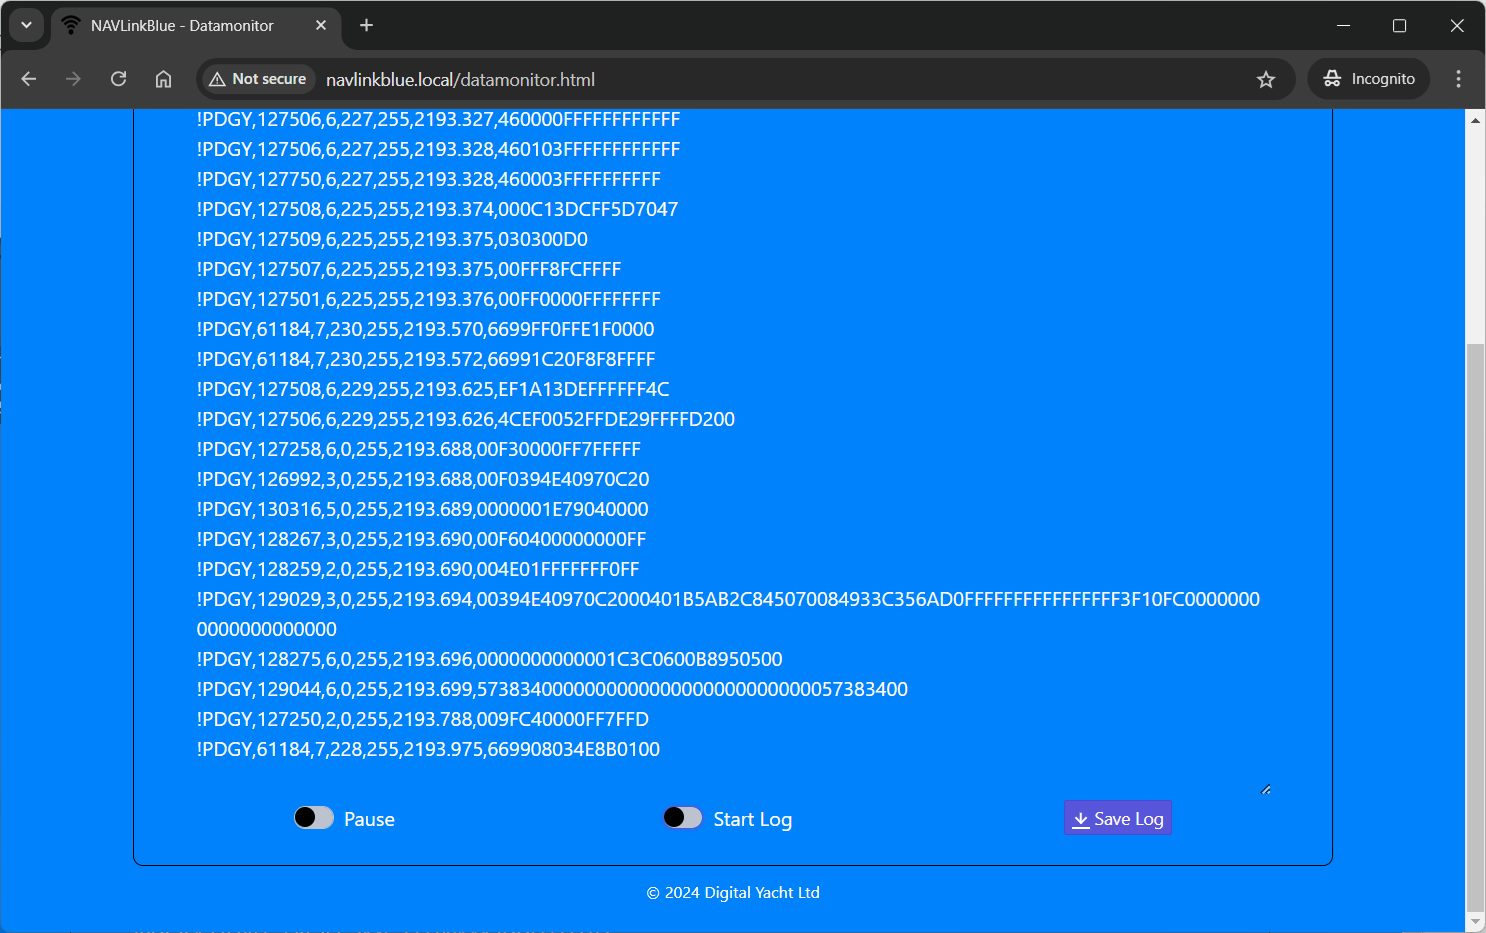 NAVLinkBlue - Datamonitor
Not secure navlinkblue.local/datamonitor.html Incognito
!PDGY,127506,6,227,255,2193.327,460000FFFFFFFFFFFF
!PDGY,127506,6,227,255,2193.328,460103FFFFFFFFFFFF
!PDGY,127750,6,227,255,2193.328,460003FFFFFFFFFF
!PDGY,127508,6,225,255,2193.374,000C13DCFF5D7047
!PDGY,127509,6,225,255,2193.375,030300D0
!PDGY,127507,6,225,255,2193.375,00FFF8FCFFFF
!PDGY,127501,6,225,255,2193.376,00FF0000FFFFFFFF
!PDGY,61184,7,230,255,2193.570,6699FF0FFE1F0000
!PDGY,61184,7,230,255,2193.572,66991C20F8F8FFFF
!PDGY,127508,6,229,255,2193.625,EF1A13DEFFFFFF4C
!PDGY,127506,6,229,255,2193.626,4CEF0052FFDE29FFFFD200
!PDGY,127258,6,0,255,2193.688,00F30000FF7FFFFF
!PDGY,126992,3,0,255,2193.688,00F0394E40970C20
!PDGY,130316,5,0,255,2193.689,0000001E79040000
!PDGY,128267,3,0,255,2193.690,00F60400000000FF
!PDGY,128259,2,0,255,2193.690,004E01FFFFFFF0FF
!PDGY,129029,3,0,255,2193.694,00394E40970C2000401B5AB2C845070084933C356AD0FFFFFFFFFFFFFFFF3F10FC0000000
0000000000000
!PDGY,128275,6,0,255,2193.696,0000000000001C3C0600B8950500
!PDGY,129044,6,0,255,2193.699,5738340000000000000000000000000057383400
!PDGY,127250,2,0,255,2193.788,009FC40000FF7FFD
!PDGY,61184,7,228,255,2193.975,669908034E8B0100
Pause Start Log Save Log
© 2024 Digital Yacht Ltd